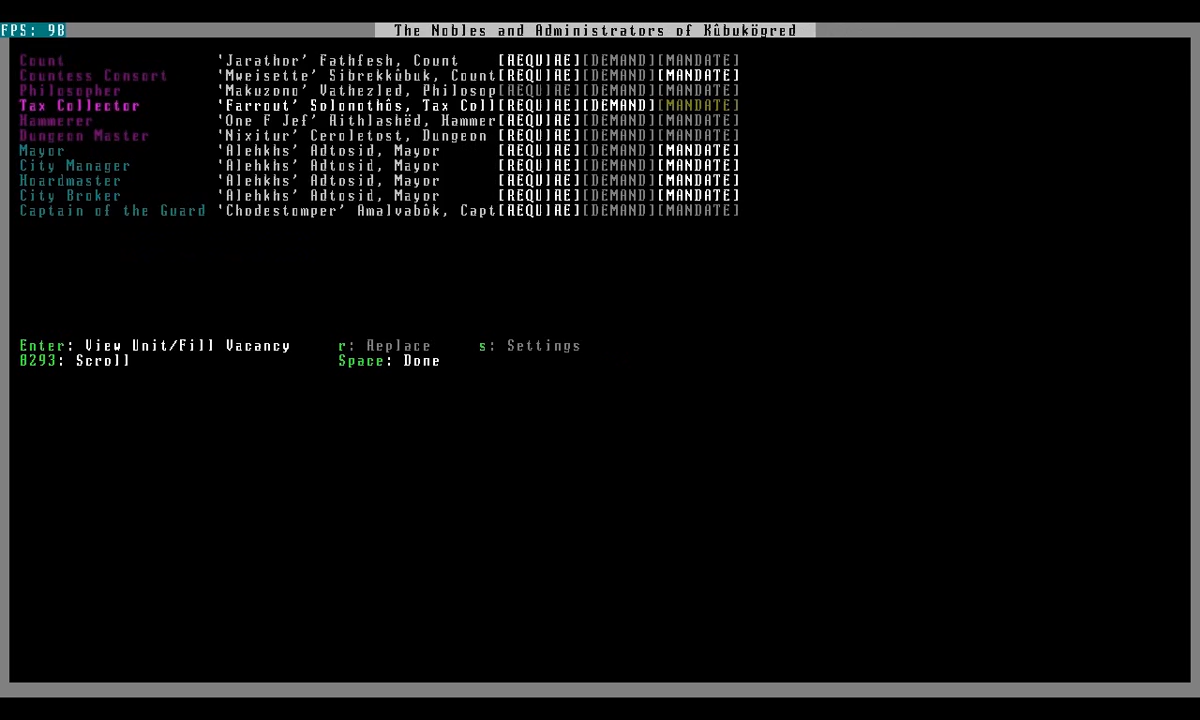 FPS: 98
The Nobles and Administrators of Kûbukögred
Count 'Jarathor' Fathfesh, Count [REQUIRE][DEMAND][MANDATE]
Countess Consort 'Mweisette' Sibrekkûbuk, Count[REQUIRE][DEMAND][MANDATE]
Philosopher 'Makuzomo' Vathezled, Philosop[REQUIRE][DEMAND][MANDATE]
Tax Collector 'Farrout' Solonothôs, Tax Coll[REQUIRE][DEMAND][MANDATE]
Hammerer 'One F Jef' Aithlashëd, Hammer[REQUIRE][DEMAND][MANDATE]
Dungeon Master 'Nixitur' Ceroletost, Dungeon [REQUIRE][DEMAND][MANDATE]
Mayor 'Alehkhs' Adtosid, Mayor [REQUIRE][DEMAND][MANDATE]
City Manager 'Alehkhs' Adtosid, Mayor [REQUIRE][DEMAND][MANDATE]
Hoardmaster 'Alehkhs' Adtosid, Mayor [REQUIRE][DEMAND][MANDATE]
City Broker 'Alehkhs' Adtosid, Mayor [REQUIRE][DEMAND][MANDATE]
Captain of the Guard 'Chodestomper' Amalvabôk, Capt[REQUIRE][DEMAND][MANDATE]
Enter: View Unit/Fill Vacancy r: Replace s: Settings
8293: Scroll Space: Done